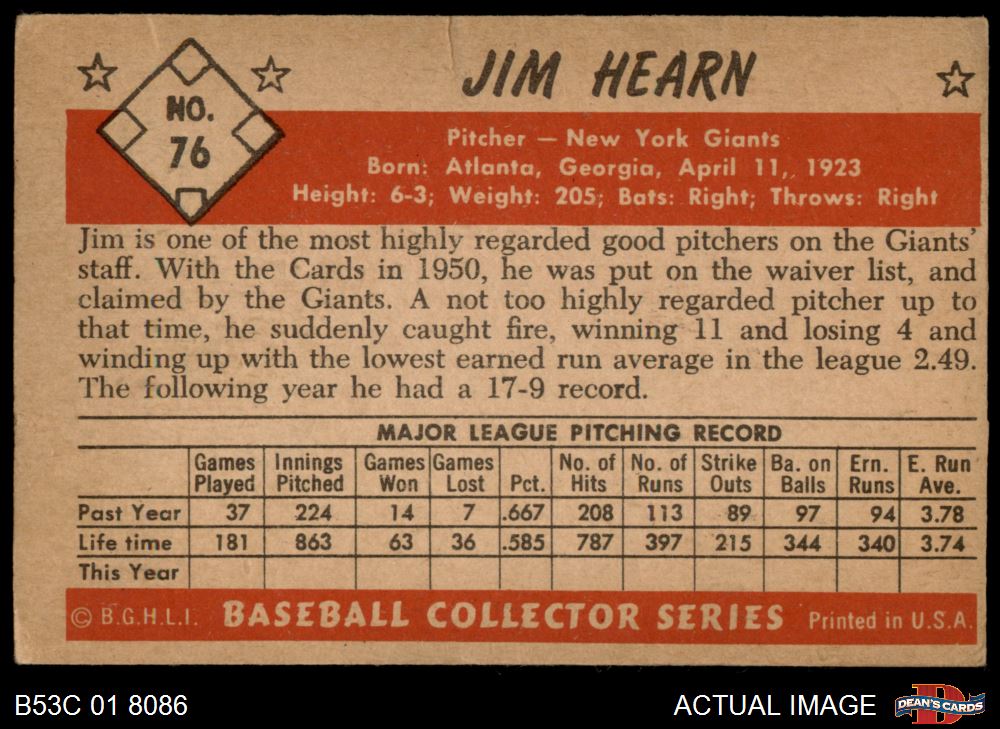 JIM HEARN
NO.
76
Pitcher — New York Giants
Born: Atlanta, Georgia, April 11,, 1923
Height: 6-3; Weight: 205; Bats: Right; Throws: Right
Jim is one of the most highly regarded good pitchers on the Giants'
staff. With the Cards in 1950, he was put on the waiver list, and
claimed by the Giants. A not too highly regarded pitcher up to
that time, he suddenly caught fire, winning 11 and losing 4 and
winding up with the lowest earned run average in the league 2.49.
The following year he had a 17-9 record.
MAJOR LEAGUE PITCHING RECORD
Games Innings Games Games No. of No. of Strike Ba. on Ern. E. Run
Played Pitched Won Lost Pct. Hits Runs Outs Balls Runs Ave.
Past Year 37 224 14 7 .667 208 113 89 97 94 3.78
Life time 181 863 63 36 .585 787 397 215 344 340 3.74
This Year
© B.G.H.L.I. BASEBALL COLLECTOR SERIES Printed in U.S.A.
B53C 01 8086 ACTUAL IMAGE D DEAN'S CARDS